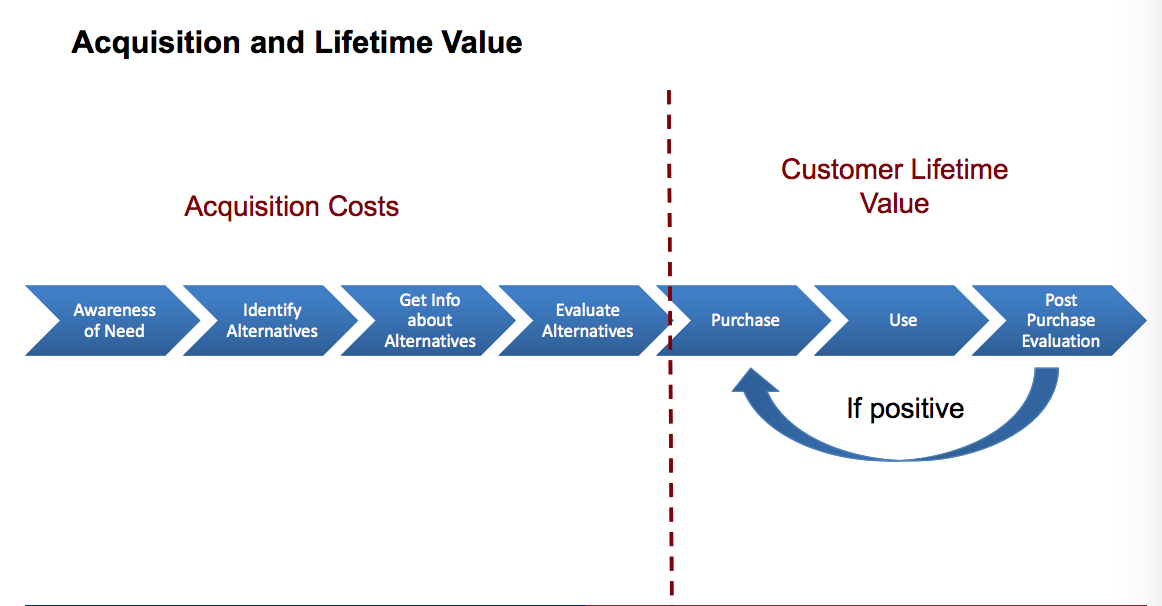 Acquisition and Lifetime Value
Customer Lifetime
Value
Acquisition Costs
Awareness
of Need
Identify
Alternatives
Get Info
about
Alternatives
Evaluate
Alternatives
Purchase
Use
Post
Purchase
Evaluation
If positive